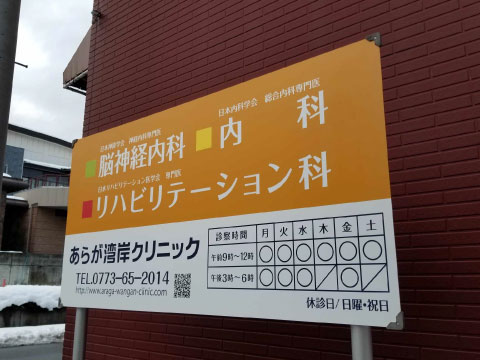 日本神経学会 神経内科専門医
脳神経内科
日本内科学会 総合内科専門医
内科
日本リハビリテーション医学会 専門医
リハビリテーション科
あらが湾岸クリニック
TEL.0773-65-2014
http://www.araga-wangan-clinic.com
診察時間 月 火 水 木 金 土
午前9時～12時 ○ ○ ○ ○ ○ ○
午後3時～6時 ○ ○ ○ / ○ /
休診日/日曜・祝日